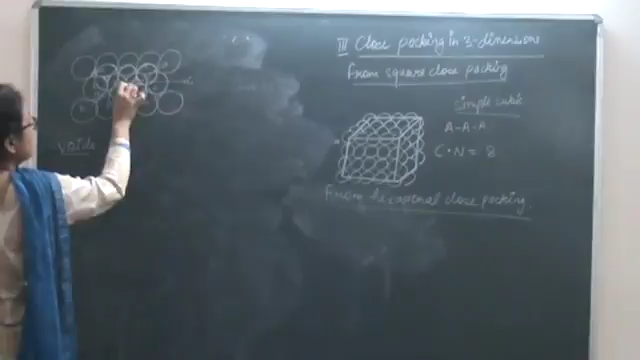 III Close packing in 3-dimensions
From square close packing
Simple cubic
A-A-A
C.N = 8
From hexagonal close packing.
Voids